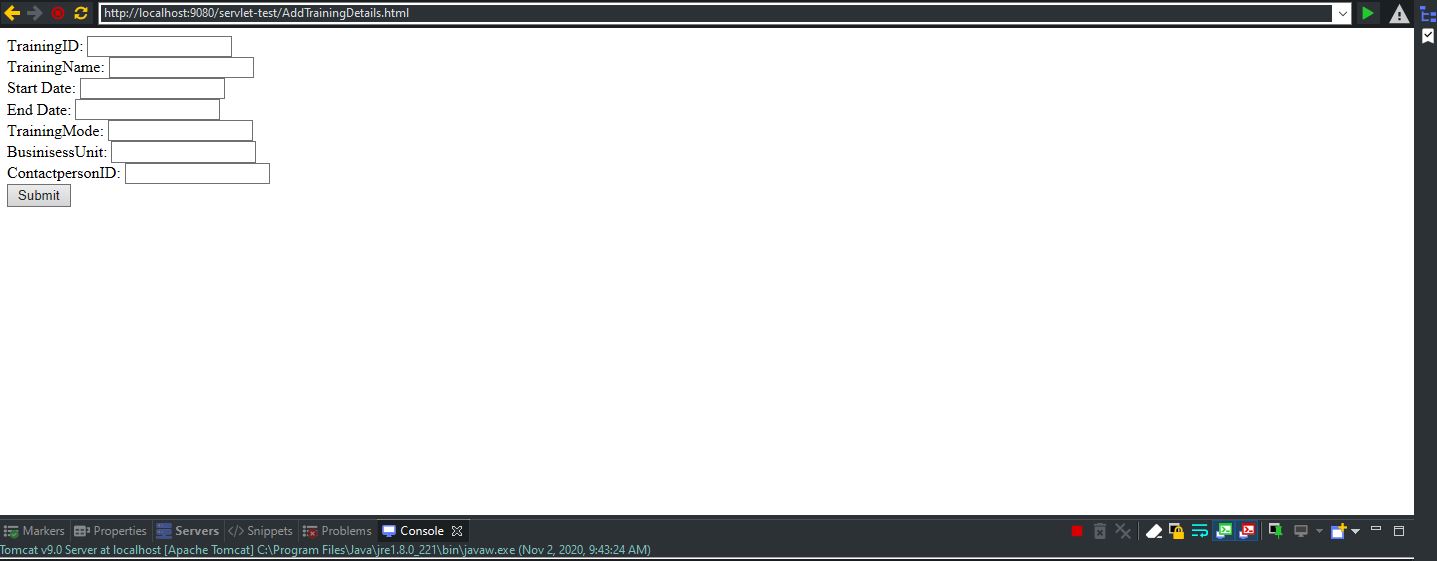 http://localhost:9080/servlet-test/AddTrainingDetails.html
TrainingID:
TrainingName:
Start Date:
End Date:
TrainingMode:
BusinisessUnit:
ContactpersonID:
Submit
Markers Properties Servers Snippets Problems Console
Tomcat v9.0 Server at localhost [Apache Tomcat] C:\Program Files\Java\jre1.8.0_221\bin\javaw.exe (Nov 2, 2020, 9:43:24 AM)